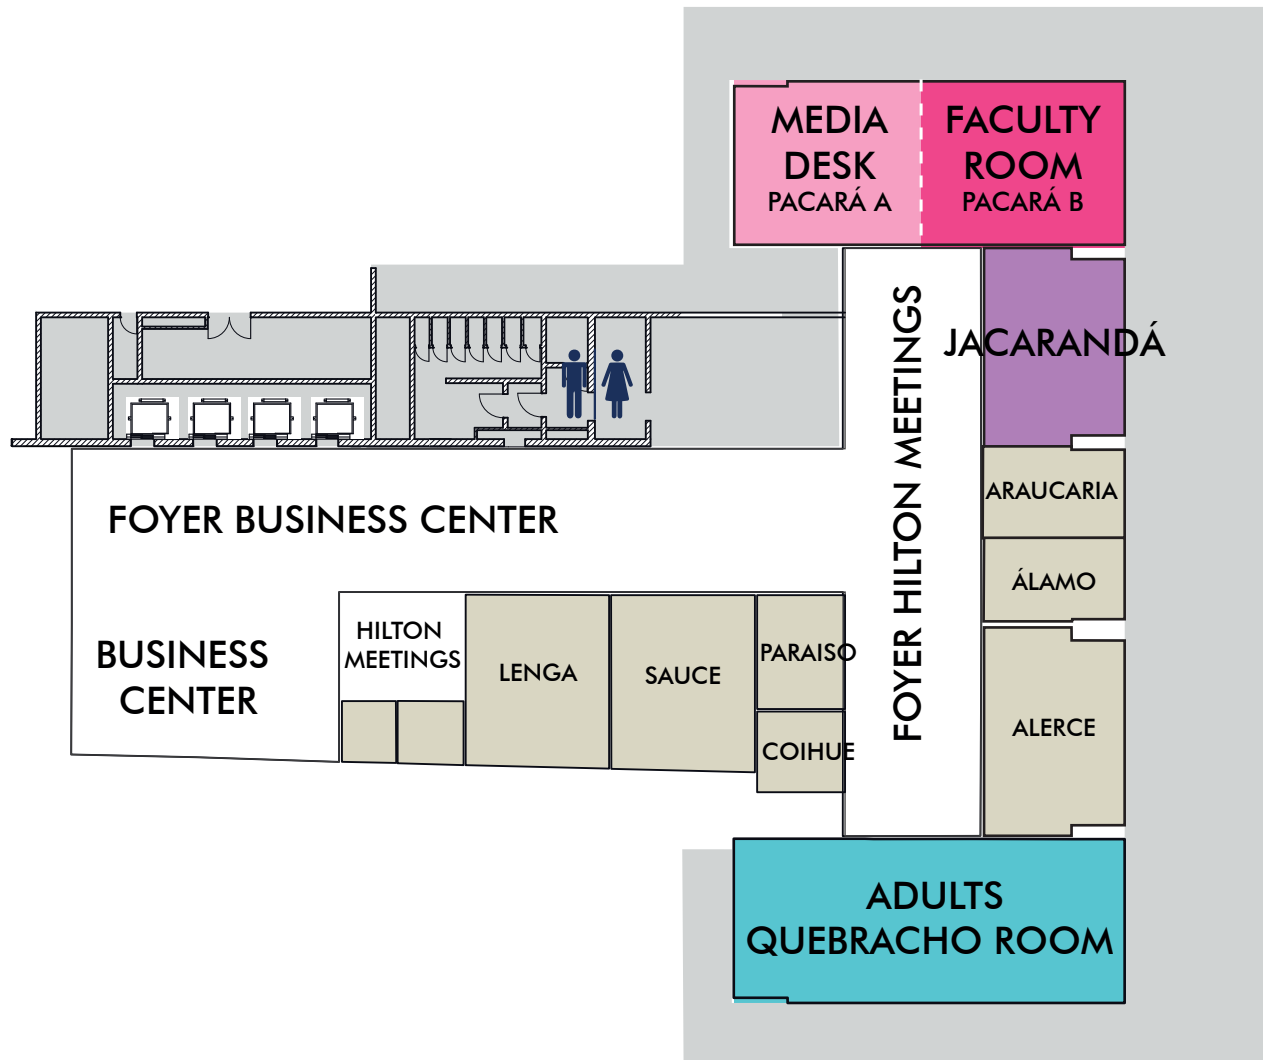 MEDIA
DESK
PACARÁ A
FACULTY
ROOM
PACARÁ B
JACARANDÁ
FOYER HILTON MEETINGS
ARAUCARIA
FOYER BUSINESS CENTER
ÁLAMO
HILTON
MEETINGS
BUSINESS
CENTER
LENGA
SAUCE
PARAISO
COIHUE
ALERCE
ADULTS
QUEBRACHO ROOM